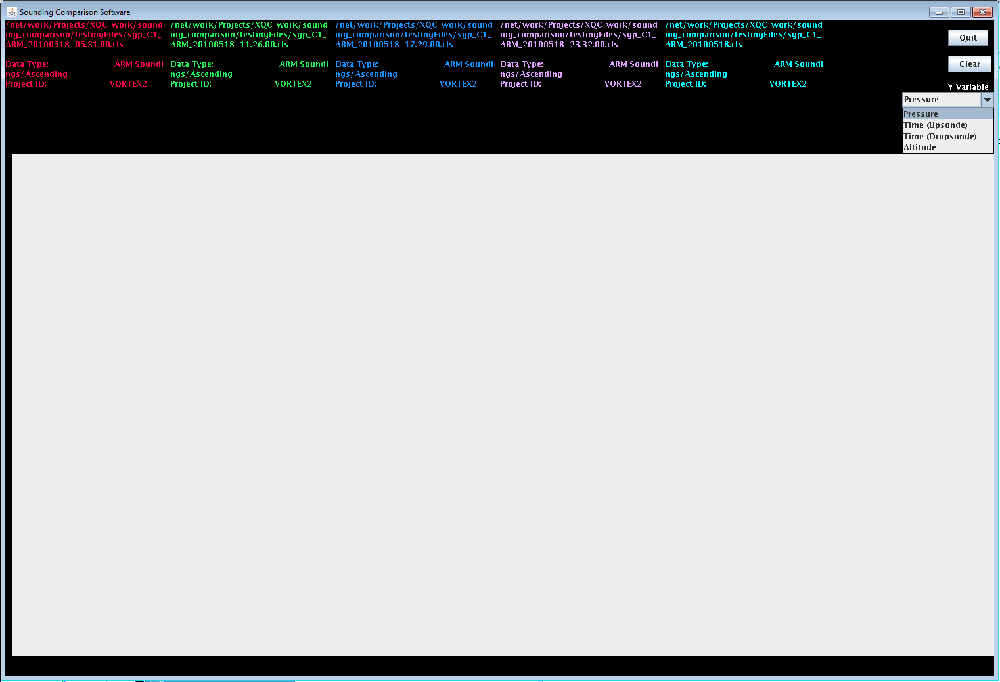 Sounding Comparison Software
/net/work/Projects/XQC_work/sound
ing_comparison/testingFiles/sgp_C1_
ARM_20100518-05.31.00.cls
Data Type: ARM Soundi
ngs/Ascending
Project ID: VORTEX2
/net/work/Projects/XQC_work/sound
ing_comparison/testingFiles/sgp_C1_
ARM_20100518-11.26.00.cls
Data Type: ARM Soundi
ngs/Ascending
Project ID: VORTEX2
/net/work/Projects/XQC_work/sound
ing_comparison/testingFiles/sgp_C1_
ARM_20100518-17.29.00.cls
Data Type: ARM Soundi
ngs/Ascending
Project ID: VORTEX2
/net/work/Projects/XQC_work/sound
ing_comparison/testingFiles/sgp_C1_
ARM_20100518-23.32.00.cls
Data Type: ARM Soundi
ngs/Ascending
Project ID: VORTEX2
/net/work/Projects/XQC_work/sound
ing_comparison/testingFiles/sgp_C1_
ARM_20100518.cls
Data Type: ARM Soundi
ngs/Ascending
Project ID: VORTEX2
Quit
Clear
Y Variable
Pressure
Pressure
Time (Upsonde)
Time (Dropsonde)
Altitude